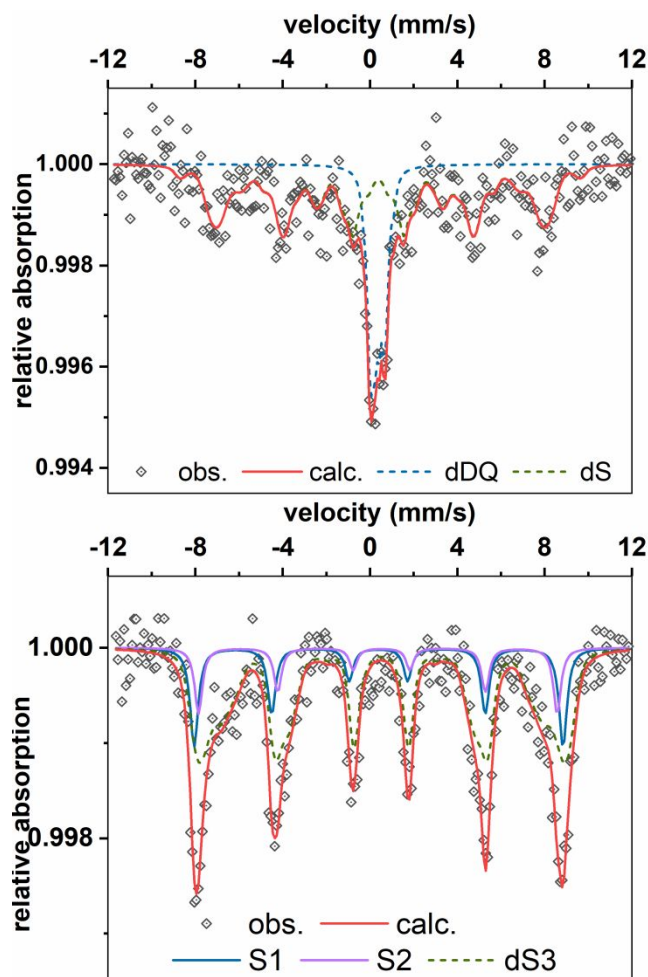 velocity (mm/s)
-12 -8 -4 0 4 8 12
relative absorption
1.000
0.998
0.996
0.994
obs. calc. dDQ dS
velocity (mm/s)
-12 -8 -4 0 4 8 12
relative absorption
1.000
0.998
obs. calc.
S1 S2 dS3